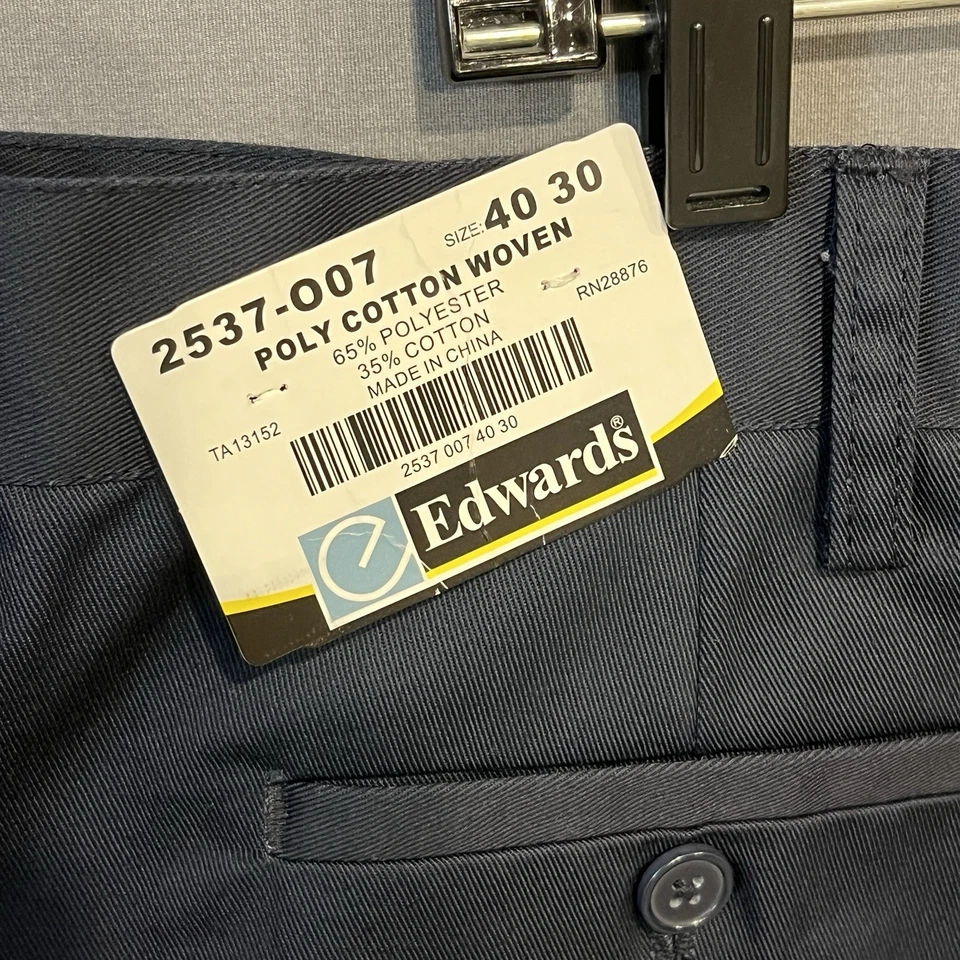 SIZE: 40 30
2537-O07
POLY COTTON WOVEN
65% POLYESTER
35% COTTON
MADE IN CHINA
RN28876
TA13152
2537 007 40 30
e Edwards®